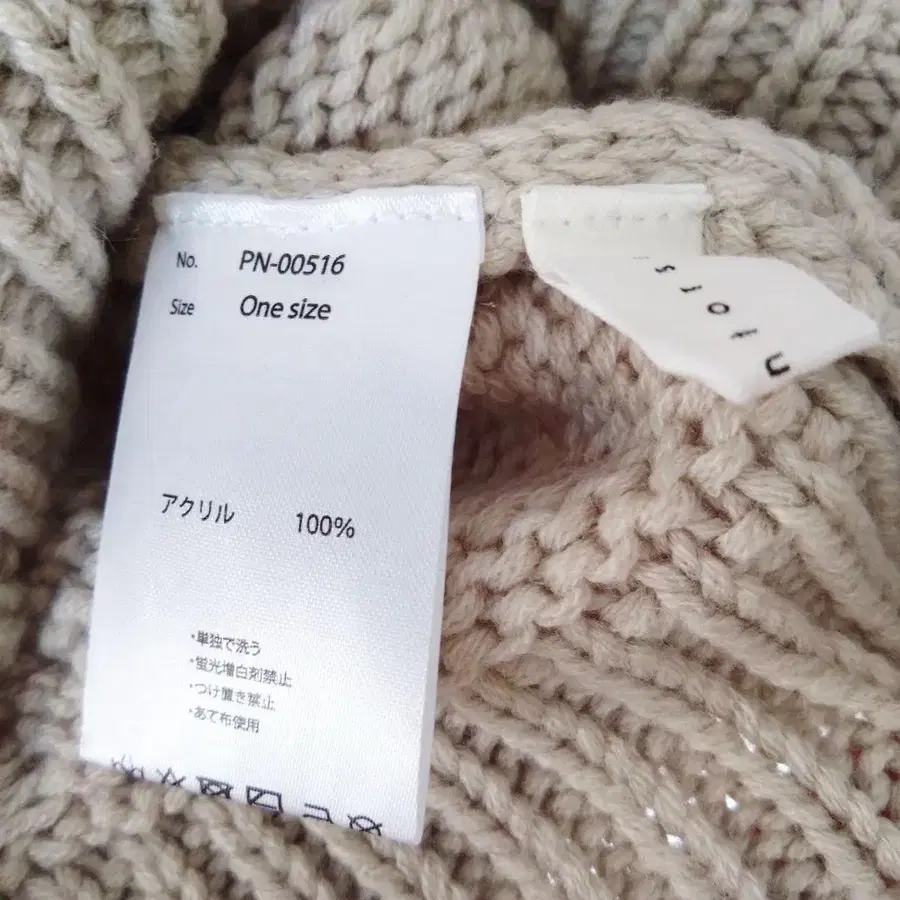 No. PN-00516
Size One size
アクリル 100%
・単独で洗う
・蛍光増白剤禁止
・つけ置き禁止
・あて布使用